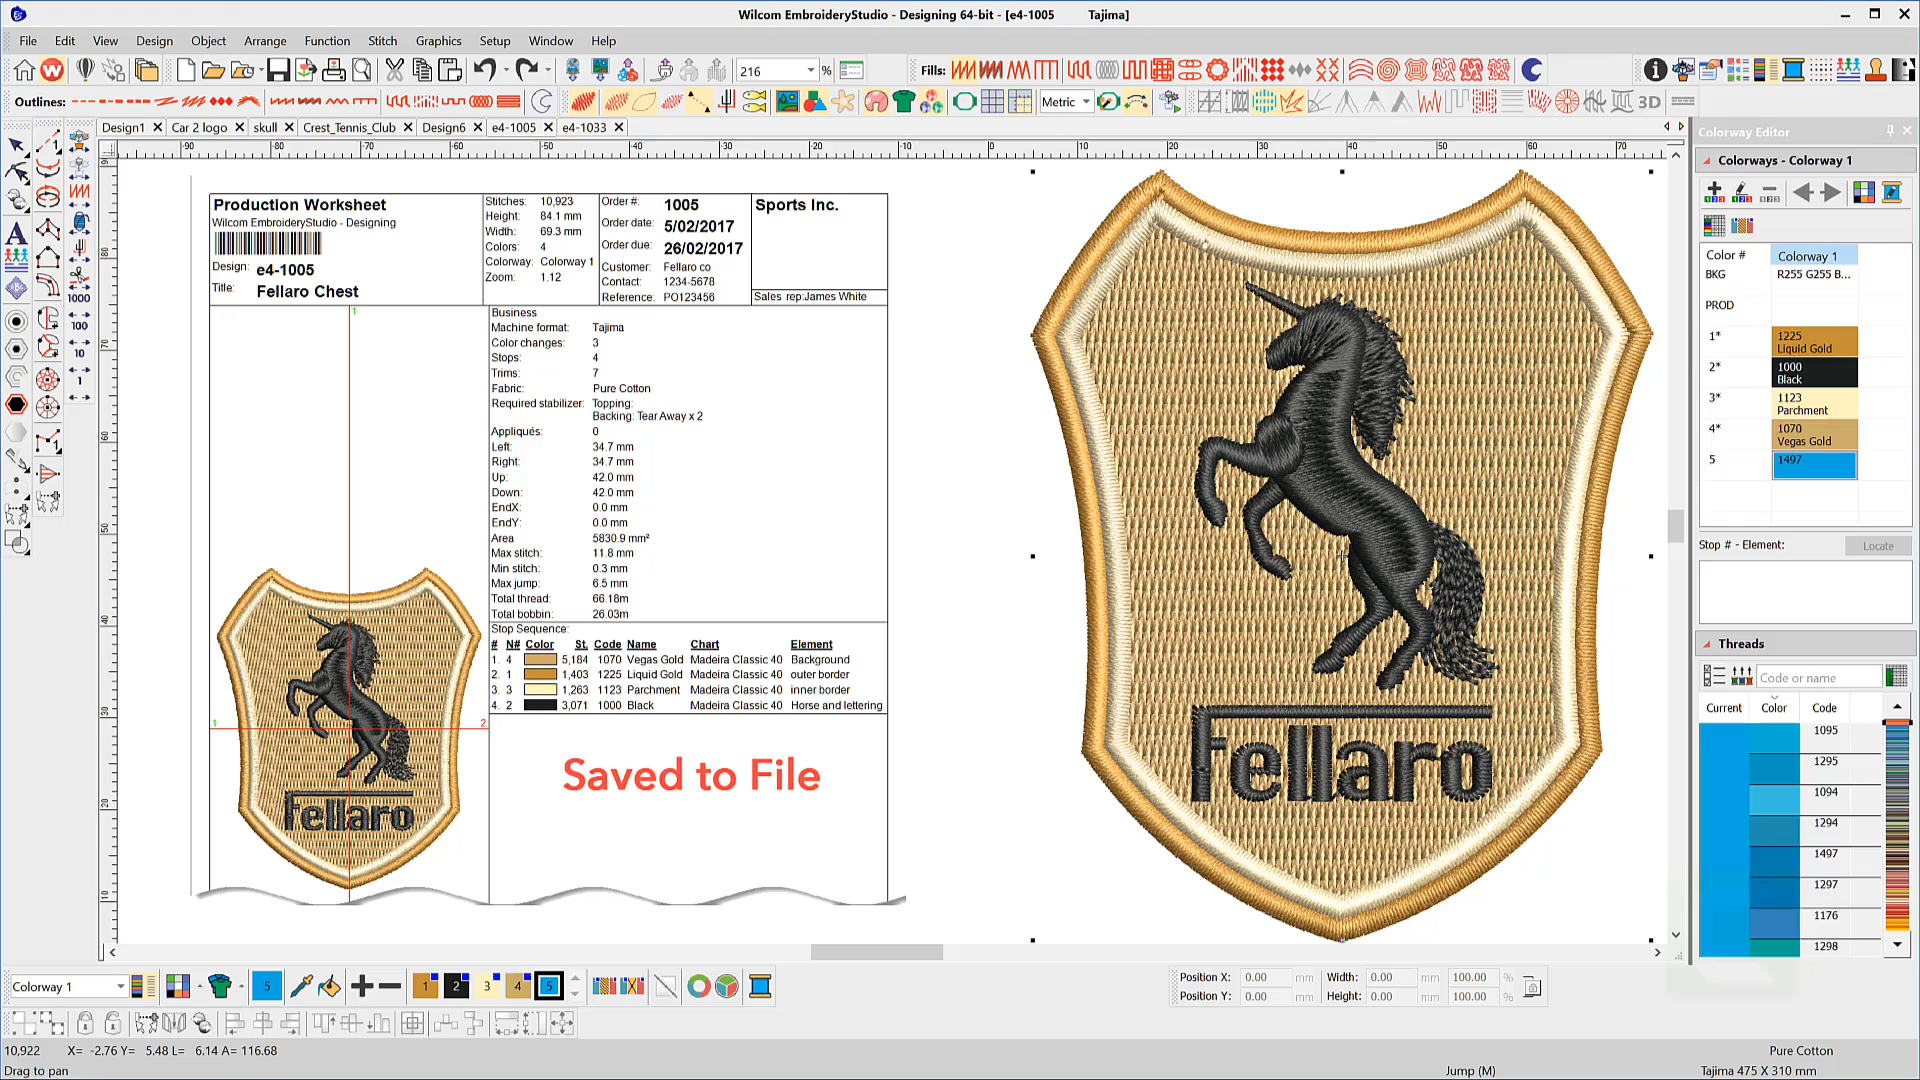 Wilcom EmbroideryStudio - Designing 64-bit - [e4-1005 Tajima]
File Edit View Design Object Arrange Function Stitch Graphics Setup Window Help
216 %
Fills:
Outlines:
Metric
3D
Design1 Car 2 logo skull Crest_Tennis_Club Design6 e4-1005 e4-1033
Production Worksheet
Wilcom EmbroideryStudio - Designing
Design: e4-1005
Title: Fellaro Chest
Stitches: 10,923
Height: 84.1 mm
Width: 69.3 mm
Colors: 4
Colorway: Colorway 1
Zoom: 1.12
Order #: 1005
Order date: 5/02/2017
Order due: 26/02/2017
Customer: Fellaro co
Contact: 1234-5678
Reference: PO123456
Sports Inc.
Sales rep:James White
Business
Machine format: Tajima
Color changes: 3
Stops: 4
Trims: 7
Fabric: Pure Cotton
Required stabilizer: Topping:
Backing: Tear Away x 2
Appliqués: 0
Left: 34.7 mm
Right: 34.7 mm
Up: 42.0 mm
Down: 42.0 mm
EndX: 0.0 mm
EndY: 0.0 mm
Area 5830.9 mm²
Max stitch: 11.8 mm
Min stitch: 0.3 mm
Max jump: 6.5 mm
Total thread: 66.18m
Total bobbin: 26.03m
Stop Sequence:
# N# Color St. Code Name Chart Element
1. 4 5,184 1070 Vegas Gold Madeira Classic 40 Background
2. 1 1,403 1225 Liquid Gold Madeira Classic 40 outer border
3. 3 1,263 1123 Parchment Madeira Classic 40 inner border
4. 2 3,071 1000 Black Madeira Classic 40 Horse and lettering
Saved to File
fellaro
fellaro
Colorway Editor
Colorways - Colorway 1
Color # Colorway 1
BKG R255 G255 B...
PROD
1* 1225
Liquid Gold
2* 1000
Black
3* 1123
Parchment
4* 1070
Vegas Gold
5 1497
Stop # - Element: Locate
Threads
Code or name
Current Color Code
1095
1295
1094
1294
1497
1297
1176
1298
1000
100
10
1
Colorway 1 5 1 2 3 4 5
Position X: 0.00 mm Width: 0.00 mm 100.00 %
Position Y: 0.00 mm Height: 0.00 mm 100.00 %
10,922 X= -2.76 Y= 5.48 L= 6.14 A= 116.68 Pure Cotton
Drag to pan Jump (M) Tajima 475 X 310 mm